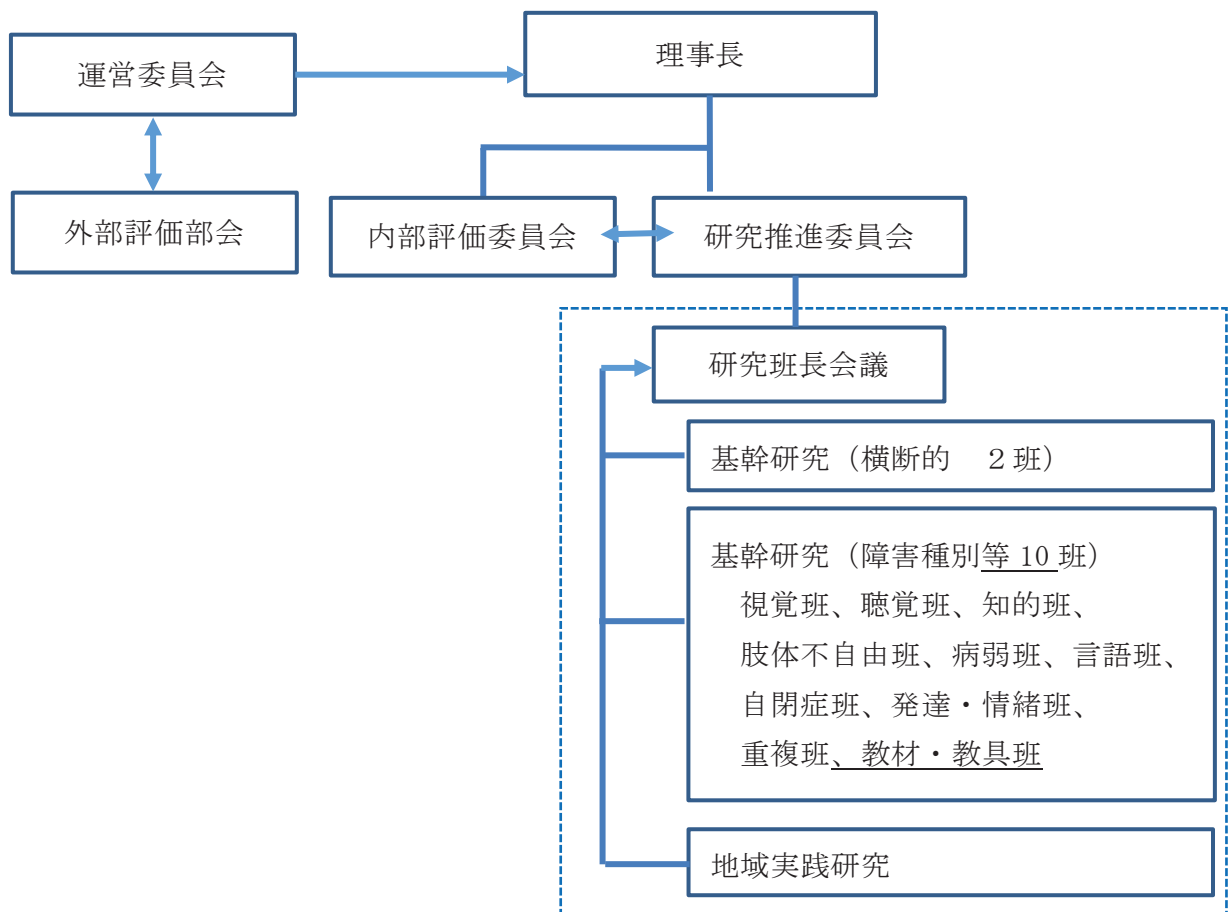 運営委員会
理事長
外部評価部会
内部評価委員会
研究推進委員会
研究班長会議
基幹研究（横断的　２班）
基幹研究（障害種別等 10 班）
視覚班、聴覚班、知的班、
肢体不自由班、病弱班、言語班、
自閉症班、発達・情緒班、
重複班、教材・教具班
地域実践研究